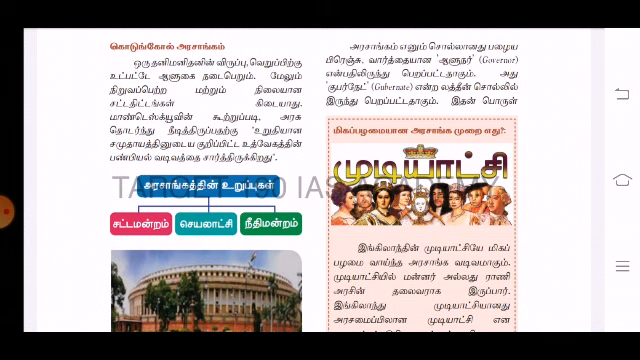 கொடுங்கோல் அரசாங்கம்
ஒருதனிமனிதனின் விருப்பு, வெறுப்பிற்கு
உட்பட்டே ஆளுகை நடைபெறும். மேலும்
நிறுவப்பெற்ற மற்றும் நிலையான
சட்டதிட்டங்கள் கிடையாது.
மாண்டெஸ்க்யூவின் கூற்றுப்படி, அரசு
தொடர்ந்து நீடித்திருப்பதற்கு "உறுதியான
சமுதாயத்தினுடைய குறிப்பிட்ட உத்வேகத்தின்
பண்பியல் வடிவத்தை சார்த்திருக்கிறது".
அரசாங்கத்தின் உறுப்புகள்
சட்டமன்றம்
செயலாட்சி
நீதிமன்றம்
அரசாங்கம் எனும் சொல்லானது பழைய
பிரெஞ்சு, வார்த்தையான 'ஆளுநர்' (Governor)
என்பதிலிருந்து பெறப்பட்டதாகும். அது
'குபர்நேட்' (Gubernate) என்ற லத்தீன் சொல்லில்
இருந்து பெறப்பட்டதாகும். இதன் பொருள்
மிகப்பழமையான அரசாங்க முறை எது?:
முடியாட்சி
TARGET 190 IAS
இங்கிலாந்தின் முடியாட்சியே மிகப்
பழமை வாய்ந்த அரசாங்க வடிவமாகும்.
முடியாட்சியில் மன்னர் அல்லது ராணி
அரசின் தலைவராக இருப்பார்.
இங்கிலாந்து முடியாட்சியானது
அரசமைப்பிலான முடியாட்சி என